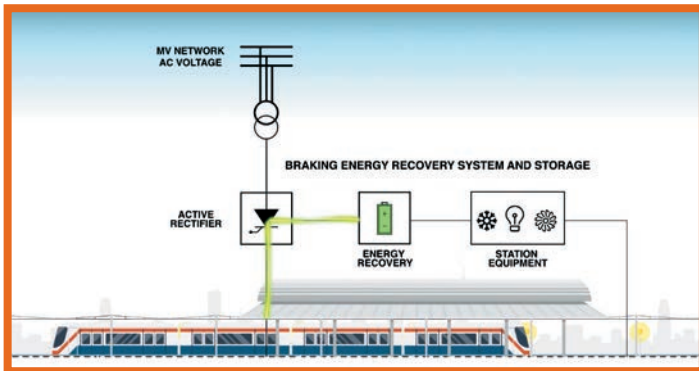 MV NETWORK
AC VOLTAGE
BRAKING ENERGY RECOVERY SYSTEM AND STORAGE
ACTIVE
RECTIFIER
ENERGY
RECOVERY
STATION
EQUIPMENT